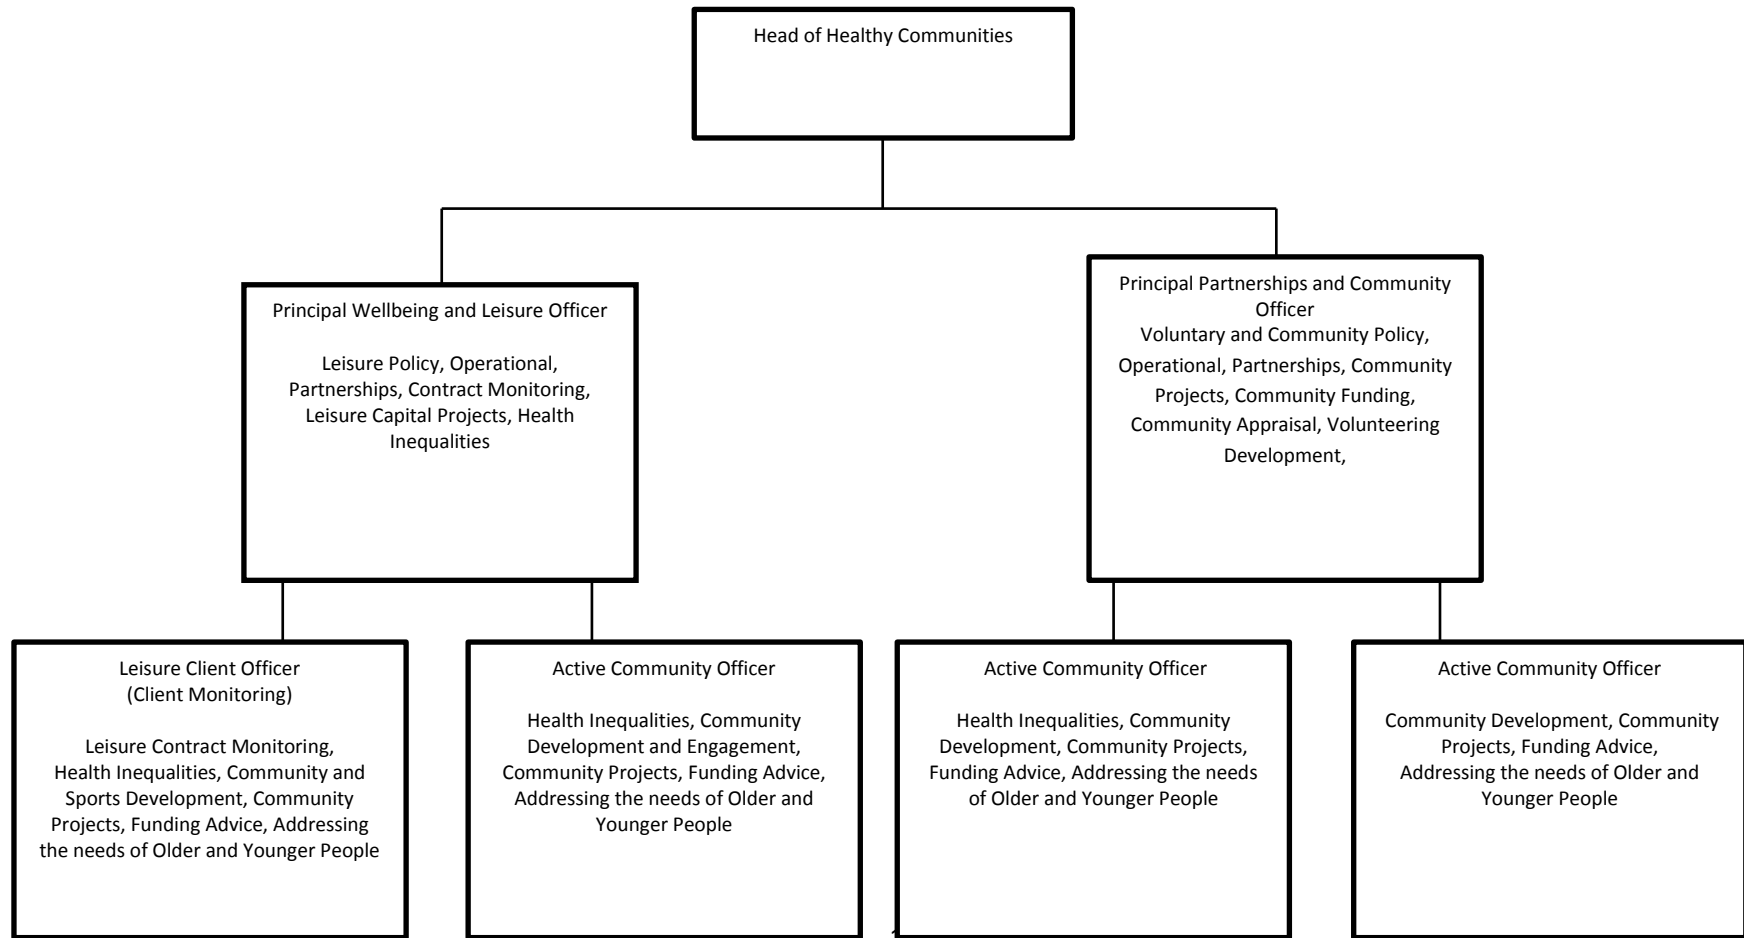 Head of Healthy Communities
Principal Wellbeing and Leisure Officer
Leisure Policy, Operational,
Partnerships, Contract Monitoring,
Leisure Capital Projects, Health
Inequalities
Principal Partnerships and Community
Officer
Voluntary and Community Policy,
Operational, Partnerships, Community
Projects, Community Funding,
Community Appraisal, Volunteering
Development,
Leisure Client Officer
(Client Monitoring)
Leisure Contract Monitoring,
Health Inequalities, Community and
Sports Development, Community
Projects, Funding Advice, Addressing
the needs of Older and Younger People
Active Community Officer
Health Inequalities, Community
Development and Engagement,
Community Projects, Funding Advice,
Addressing the needs of Older and
Younger People
Active Community Officer
Health Inequalities, Community
Development, Community Projects,
Funding Advice, Addressing the needs
of Older and Younger People
Active Community Officer
Community Development, Community
Projects, Funding Advice,
Addressing the needs of Older and
Younger People